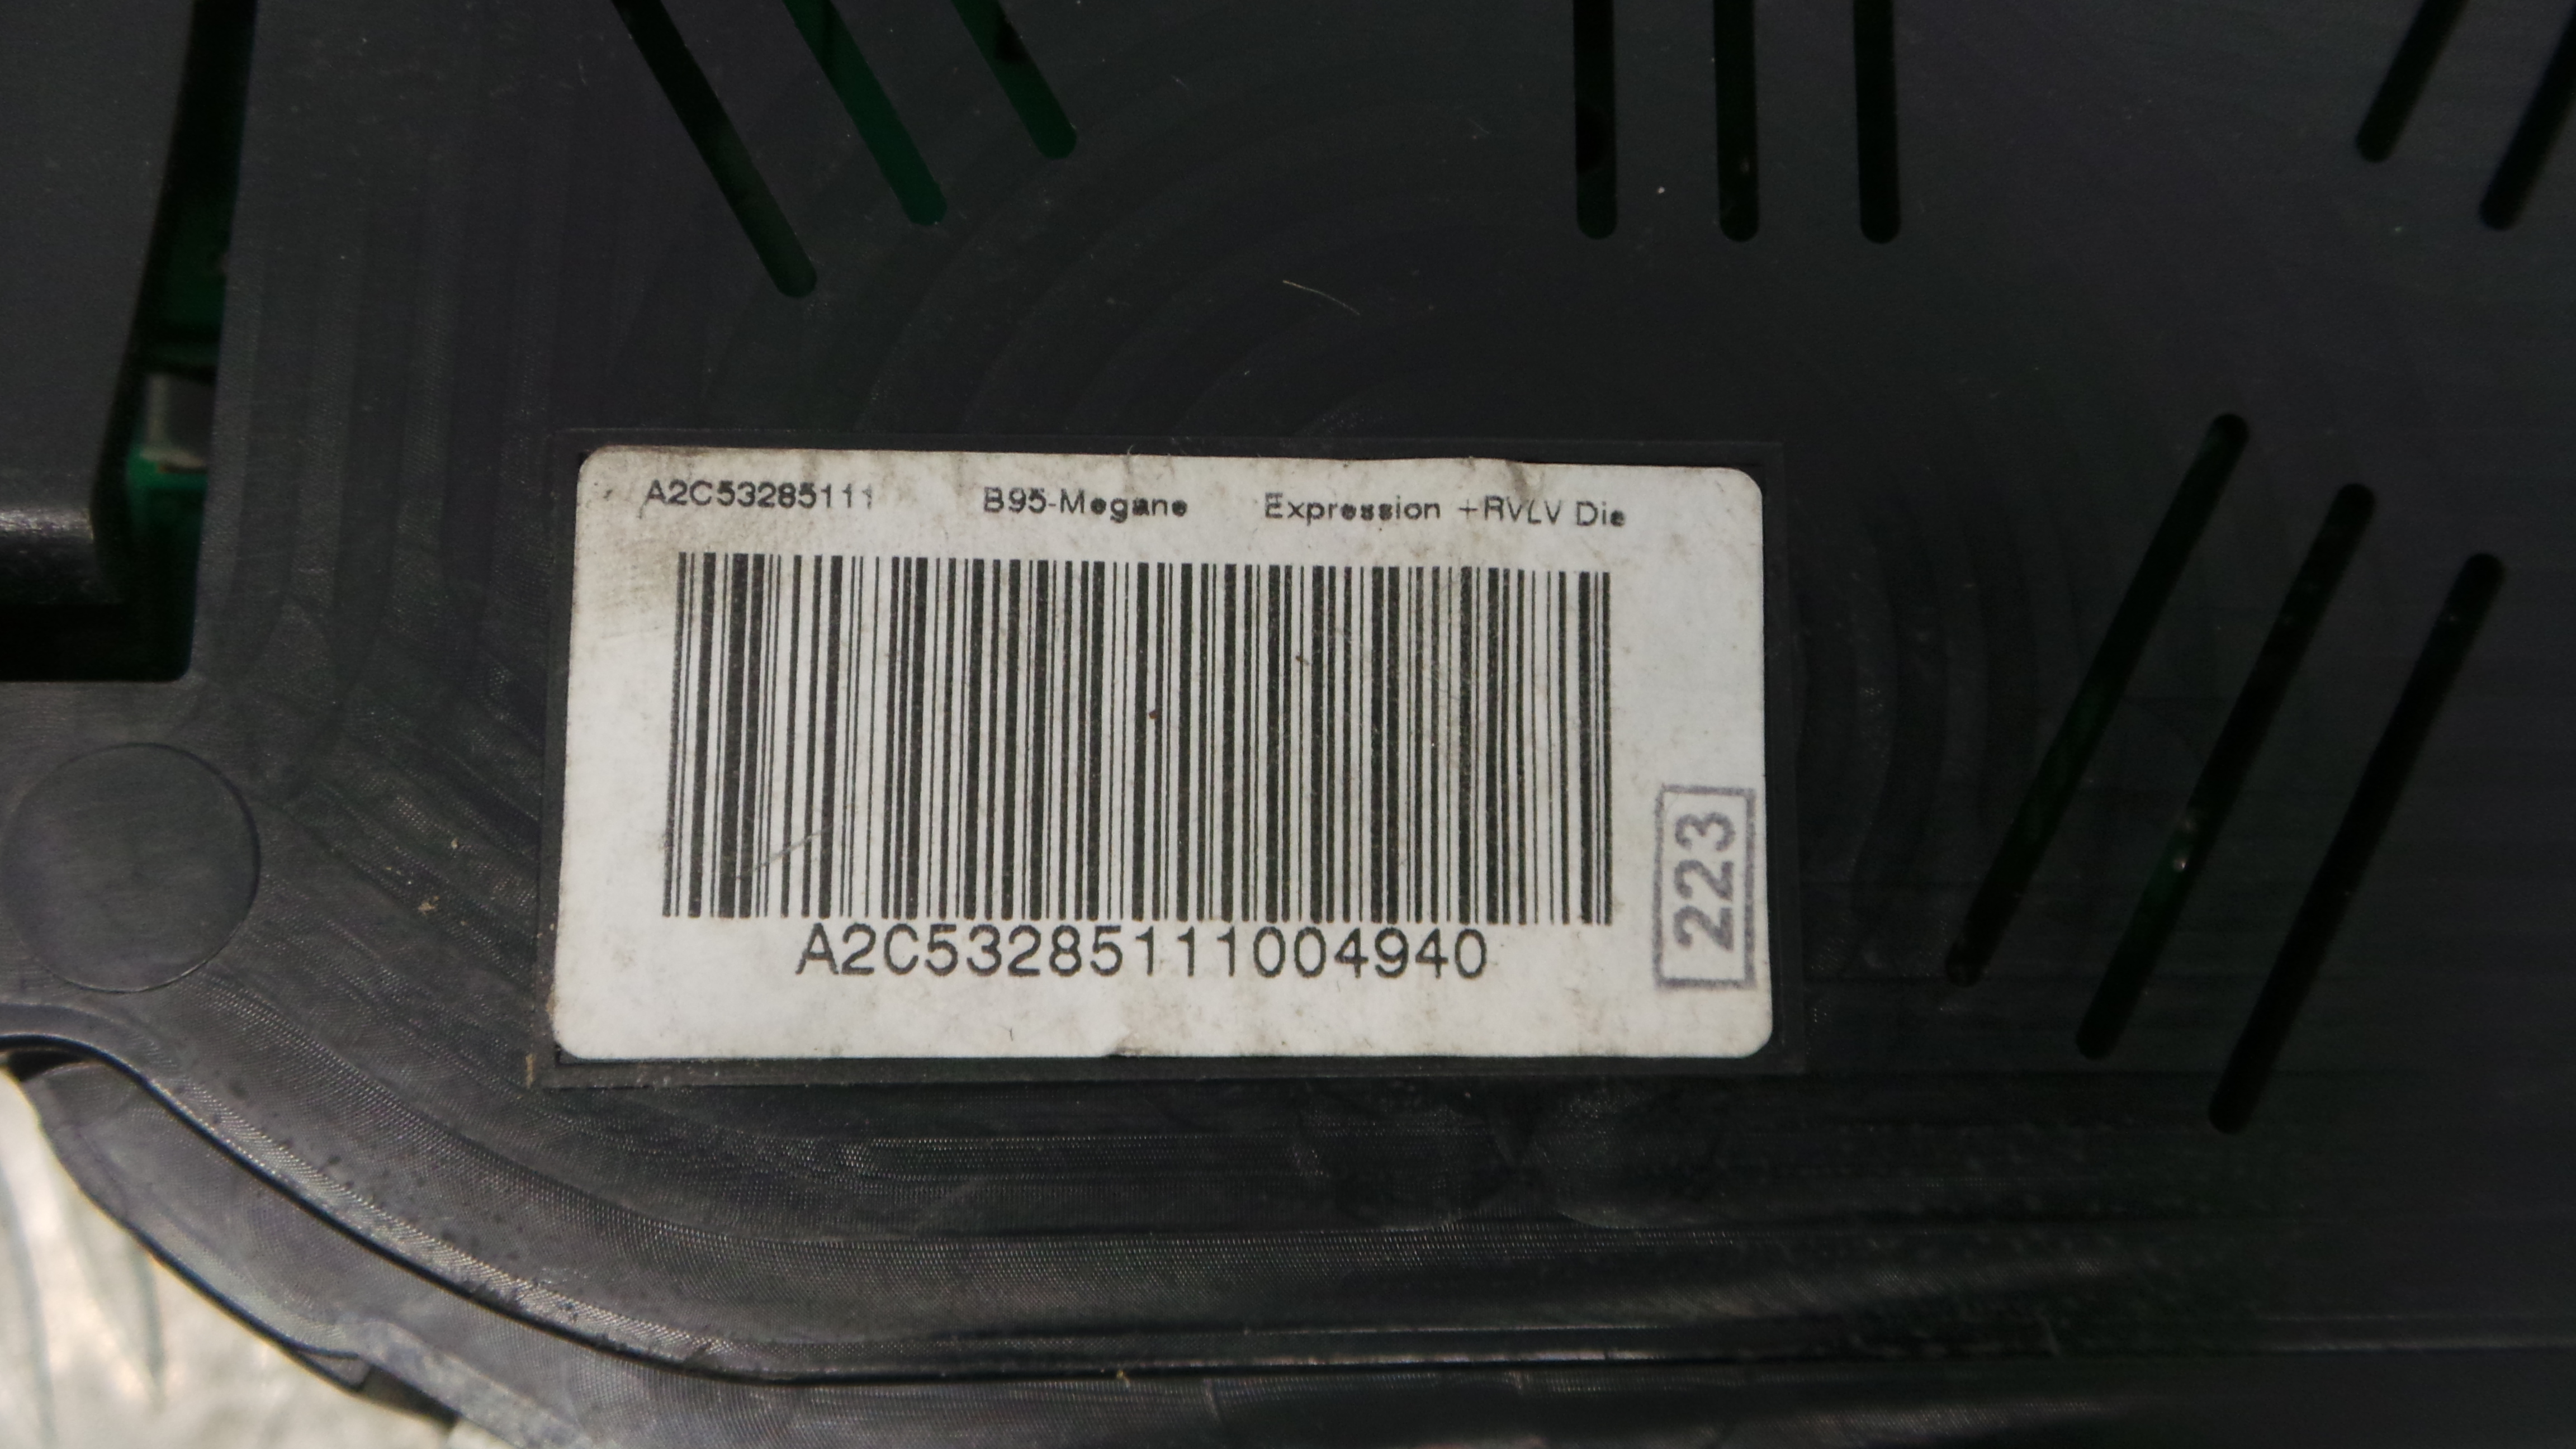 A2C53285111 B95-Megane Expression +RVLV Die
A2C53285111004940
223